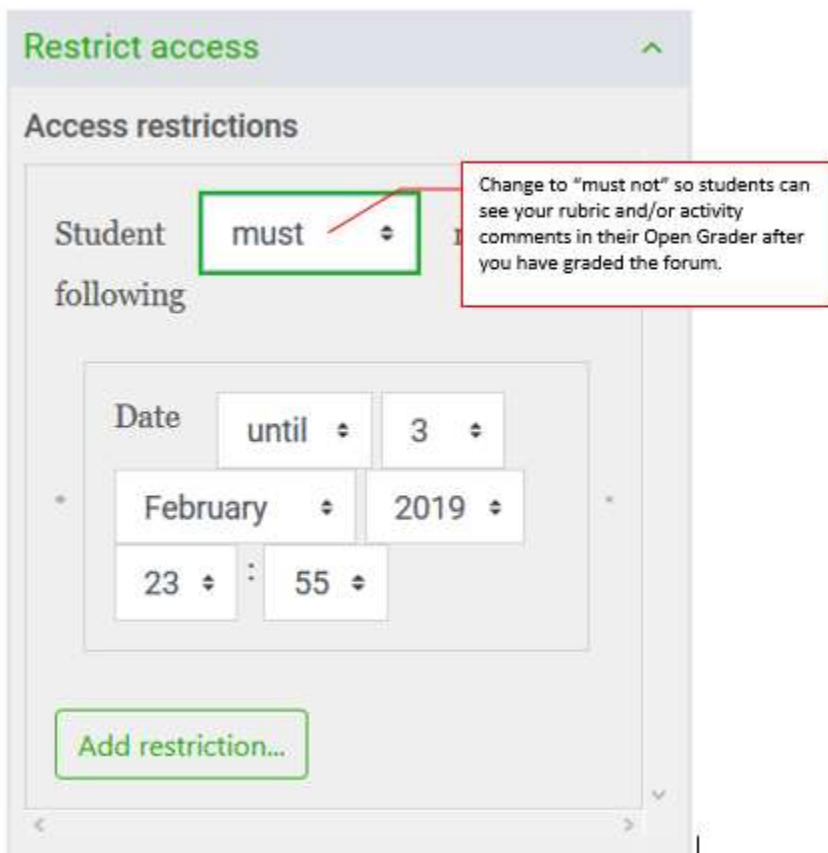 Restrict access
Access restrictions
Student must
following
Change to "must not" so students can
see your rubric and/or activity
comments in their Open Grader after
you have graded the forum.
Date until 3
February 2019
23 : 55
Add restriction...